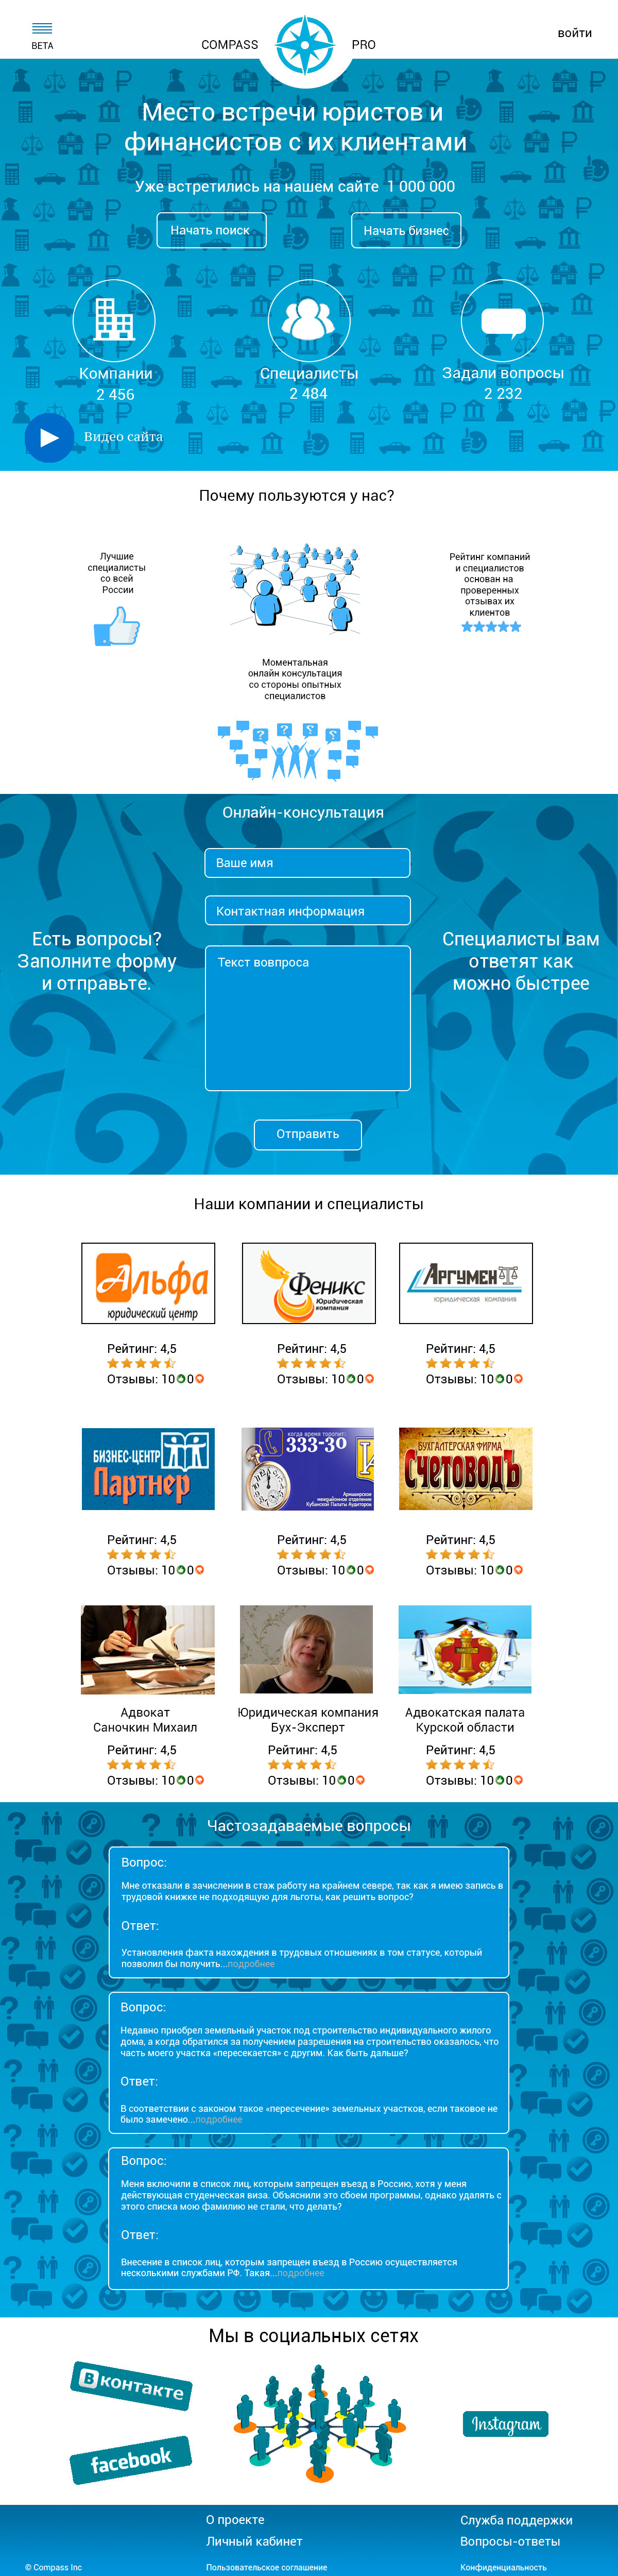 BETA
COMPASS
PRO
войти
Место встречи юристов и
финансистов с их клиентами
Уже встретились на нашем сайте 1 000 000
Начать поиск
Начать бизнес
Компании
2 456
Специалисты
2 484
Задали вопросы
2 232
Видео сайта
Почему пользуются у нас?
Лучшие
специалисты
со всей
России
Рейтинг компаний
и специалистов
основан на
проверенных
отзывах их
клиентов
Моментальная
онлайн консультация
со стороны опытных
специалистов
Онлайн-консультация
Ваше имя
Контактная информация
Текст вовпроса
Есть вопросы?
Заполните форму
и отправьте.
Специалисты вам
ответят как
можно быстрее
Отправить
Наши компании и специалисты
Альфа
юридический центр
Феникс
Юридическая
компания
Аргумент
юридическая компания
Рейтинг: 4,5
Отзывы: 10 0
Рейтинг: 4,5
Отзывы: 10 0
Рейтинг: 4,5
Отзывы: 10 0
БИЗНЕС-ЦЕНТР
Партнер
когда время торопит:
333-30
Армавирское
межрайонное отделение
Кубанской Палаты Аудиторов
БУХГАЛТЕРСКАЯ ФИРМА
СчетоводЪ
Рейтинг: 4,5
Отзывы: 10 0
Рейтинг: 4,5
Отзывы: 10 0
Рейтинг: 4,5
Отзывы: 10 0
Адвокат
Саночкин Михаил
Рейтинг: 4,5
Отзывы: 10 0
Юридическая компания
Бух-Эксперт
Рейтинг: 4,5
Отзывы: 10 0
Адвокатская палата
Курской области
Рейтинг: 4,5
Отзывы: 10 0
Частозадаваемые вопросы
Вопрос:
Мне отказали в зачислении в стаж работу на крайнем севере, так как я имею запись в
трудовой книжке не подходящую для льготы, как решить вопрос?
Ответ:
Установления факта нахождения в трудовых отношениях в том статусе, который
позволил бы получить...подробнее
Вопрос:
Недавно приобрел земельный участок под строительство индивидуального жилого
дома, а когда обратился за получением разрешения на строительство оказалось, что
часть моего участка «пересекается» с другим. Как быть дальше?
Ответ:
В соответствии с законом такое «пересечение» земельных участков, если таковое не
было замечено...подробнее
Вопрос:
Меня включили в список лиц, которым запрещен въезд в Россию, хотя у меня
действующая студенческая виза. Объяснили это сбоем программы, однако удалять с
этого списка мою фамилию не стали, что делать?
Ответ:
Внесение в список лиц, которым запрещен въезд в Россию осуществляется
несколькими службами РФ. Такая...подробнее
Мы в социальных сетях
В контакте
facebook
Instagram
О проекте
Служба поддержки
Личный кабинет
Вопросы-ответы
© Compass Inc
Пользовательское соглашение
Конфиденциальность